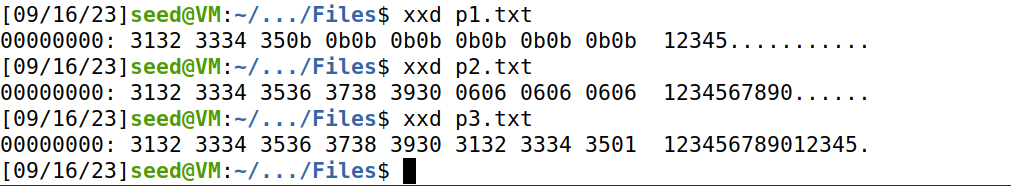 [09/16/23]seed@VM:~/.../Files$ xxd p1.txt
00000000: 3132 3334 350b 0b0b 0b0b 0b0b 0b0b 0b0b  12345...........
[09/16/23]seed@VM:~/.../Files$ xxd p2.txt
00000000: 3132 3334 3536 3738 3930 0606 0606 0606  1234567890......
[09/16/23]seed@VM:~/.../Files$ xxd p3.txt
00000000: 3132 3334 3536 3738 3930 3132 3334 3501  123456789012345.
[09/16/23]seed@VM:~/.../Files$